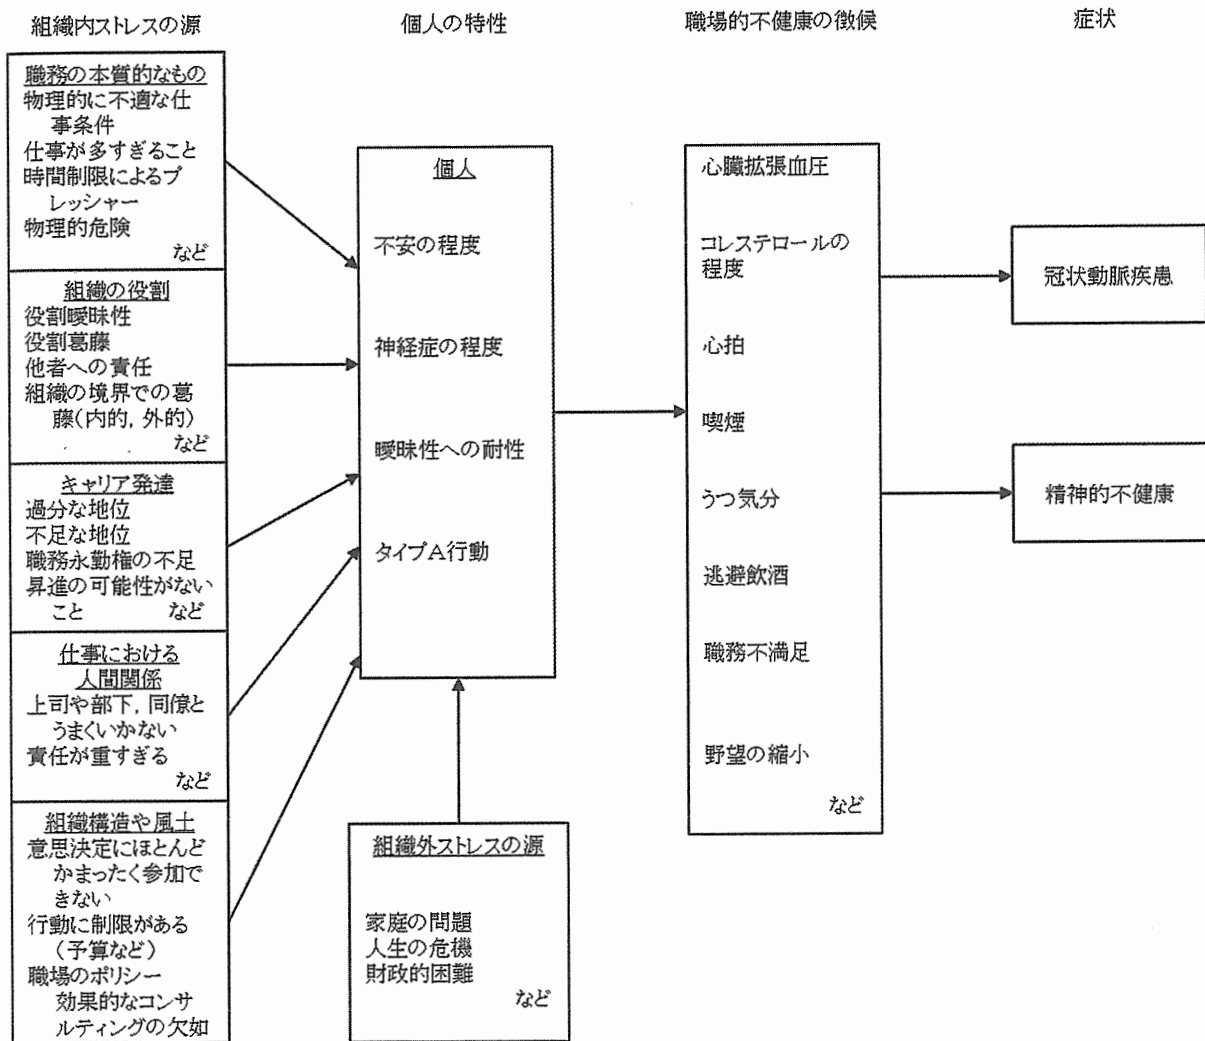 組織内ストレスの源
個人の特性
職場的不健康の徴候
症状
職務の本質的なもの
物理的に不適な仕
事条件
仕事が多すぎること
時間制限によるプ
レッシャー
物理的危険
など
組織の役割
役割曖昧性
役割葛藤
他者への責任
組織の境界での葛
藤(内的, 外的)
など
キャリア発達
過分な地位
不足な地位
職務永勤権の不足
昇進の可能性がない
こと など
仕事における
人間関係
上司や部下, 同僚と
うまくいかない
責任が重すぎる
など
組織構造や風土
意思決定にほとんど
かまったく参加で
きない
行動に制限がある
(予算など)
職場のポリシー
効果的なコンサ
ルティングの欠如
個人
不安の程度
神経症の程度
曖昧性への耐性
タイプA行動
組織外ストレスの源
家庭の問題
人生の危機
財政的困難
など
心臓拡張血圧
コレステロールの
程度
心拍
喫煙
うつ気分
逃避飲酒
職務不満足
野望の縮小
など
冠状動脈疾患
精神的不健康